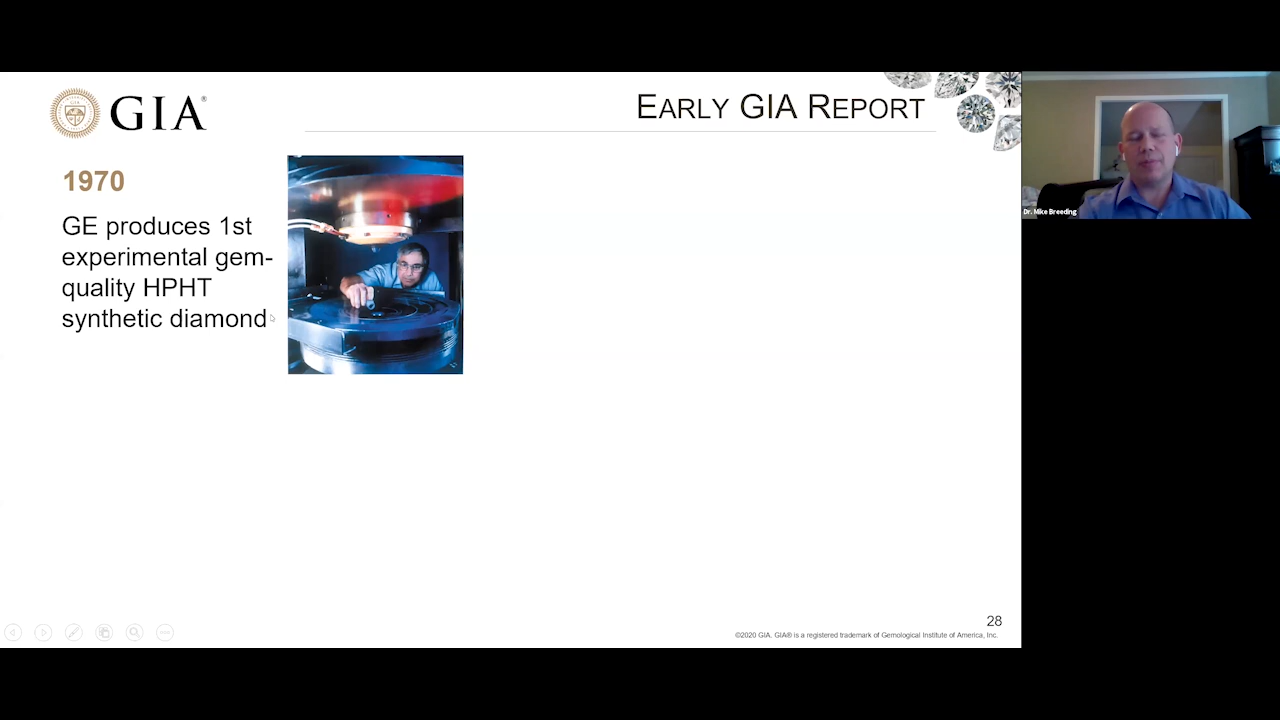 GIA®
EARLY GIA REPORT
1970
GE produces 1st
experimental gem-
quality HPHT
synthetic diamond
Dr. Mike Breeding
28
©2020 GIA. GIA® is a registered trademark of Gemological Institute of America, Inc.